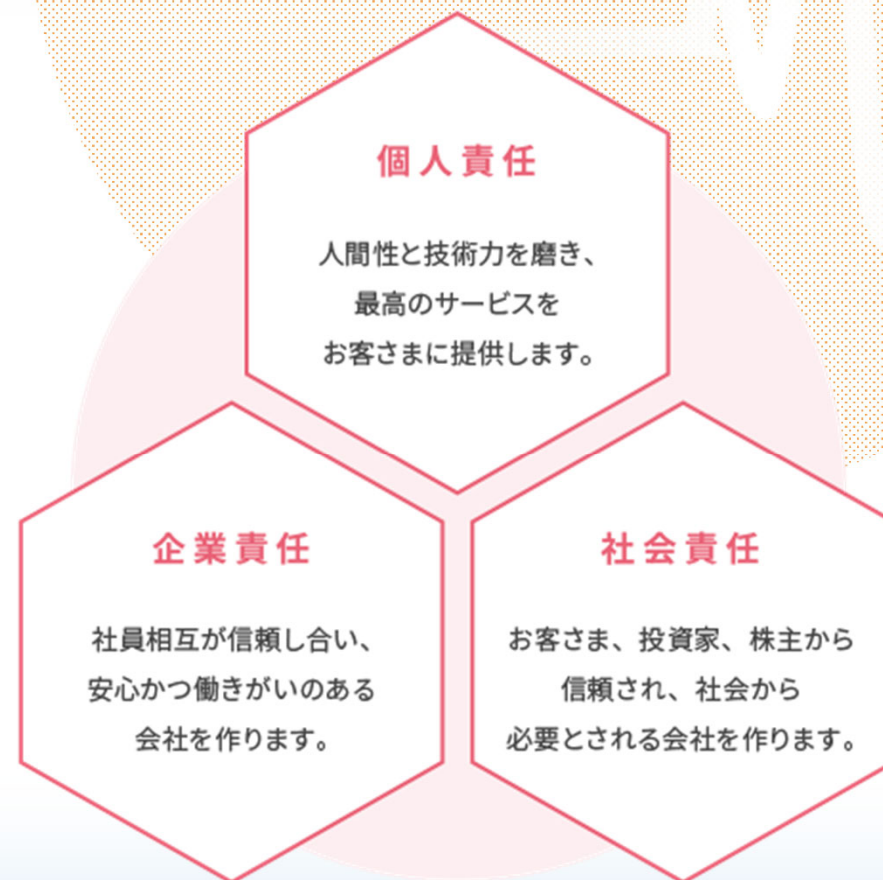 個人責任
人間性と技術力を磨き、
最高のサービスを
お客さまに提供します。
企業責任
社員相互が信頼し合い、
安心かつ働きがいのある
会社を作ります。
社会責任
お客さま、投資家、株主から
信頼され、社会から
必要とされる会社を作ります。